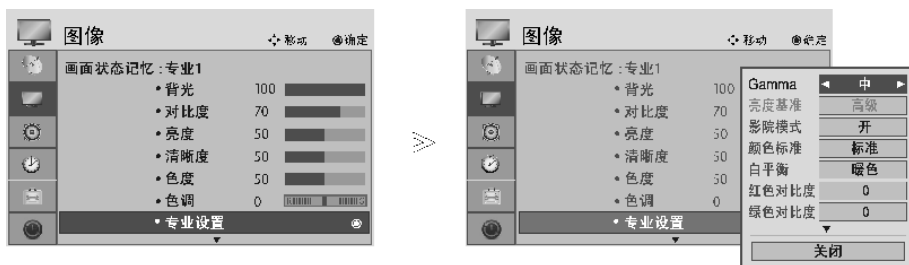 图像 移动 确定
画面状态记忆 :专业1
• 背光 100
• 对比度 70
• 亮度 50
• 清晰度 50
• 色度 50
• 色调 0
• 专业设置
图像 移动 确定
画面状态记忆 :专业1
• 背光 100
• 对比度 70
• 亮度 50
• 清晰度 50
• 色度 50
• 色调 0
• 专业设置
Gamma 中
亮度基准 高级
影院模式 开
颜色标准 标准
白平衡 暖色
红色对比度 0
绿色对比度 0
关闭